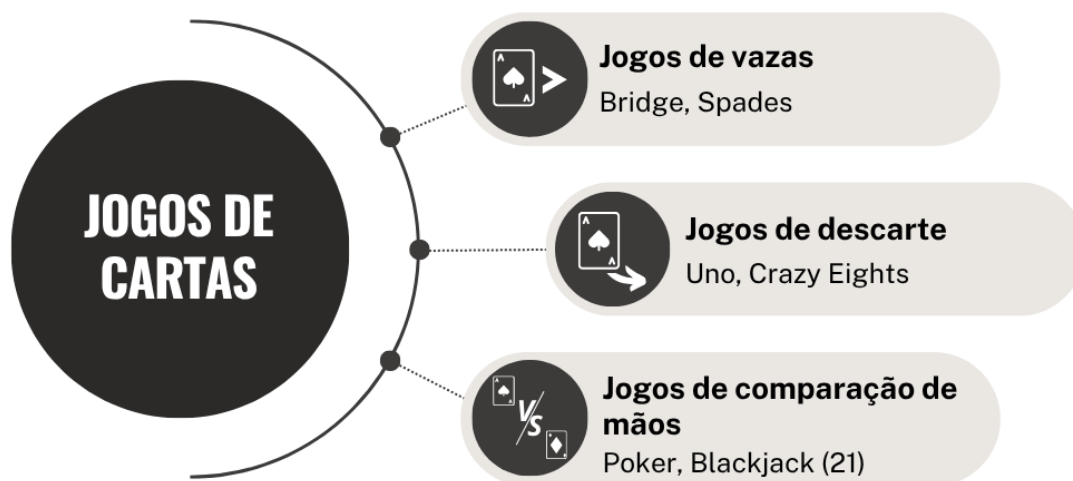 JOGOS DE
CARTAS
Jogos de vazas
Bridge, Spades
Jogos de descarte
Uno, Crazy Eights
Jogos de comparação de
mãos
Poker, Blackjack (21)
A
A
A
A
A
V/S